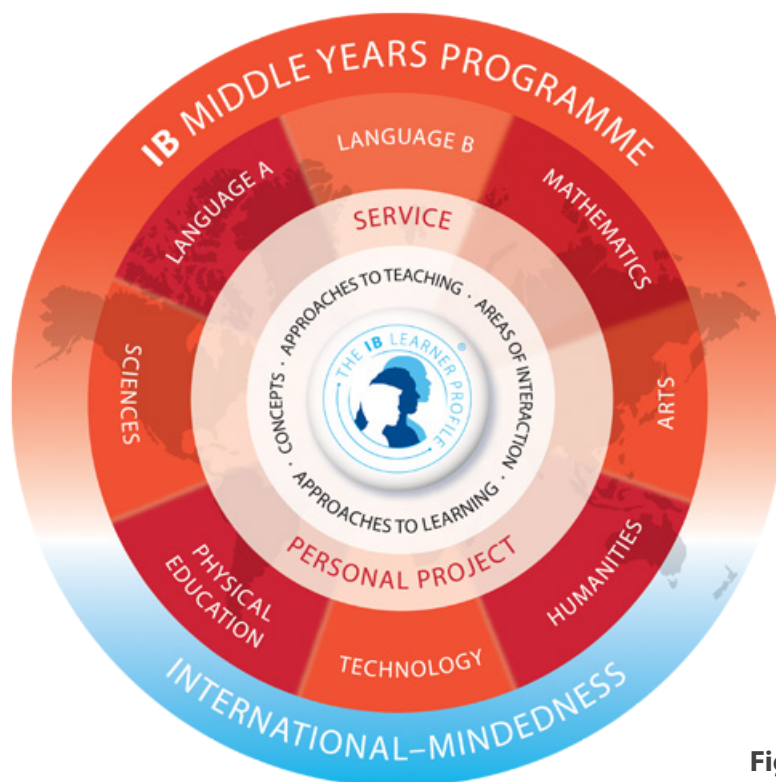 IB MIDDLE YEARS PROGRAMME
LANGUAGE B
LANGUAGE A
MATHEMATICS
SERVICE
APPROACHES TO TEACHING · AREAS OF INTERACTION ·
APPROACHES TO LEARNING · CONCEPTS ·
THE IB LEARNER PROFILE ®
SCIENCES
ARTS
PERSONAL PROJECT
PHYSICAL
EDUCATION
HUMANITIES
TECHNOLOGY
INTERNATIONAL–MINDEDNESS
Fig